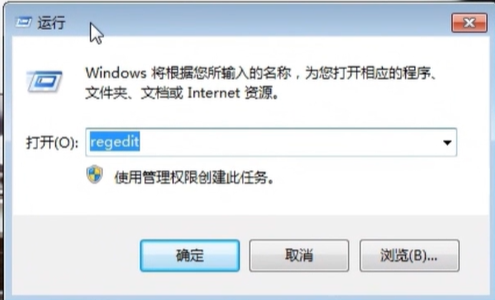 运行
Windows 将根据您所输入的名称，为您打开相应的程序、
文件夹、文档或 Internet 资源。
打开(O): regedit
使用管理权限创建此任务。
确定 取消 浏览(B)...